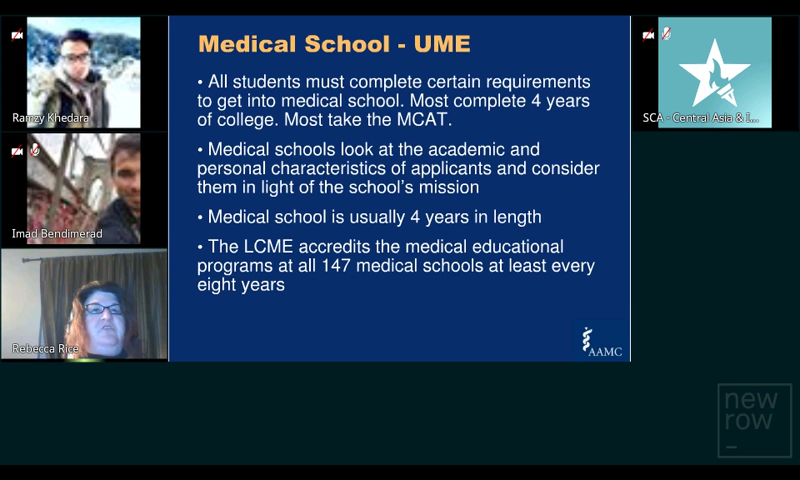 Medical School - UME
• All students must complete certain requirements
to get into medical school. Most complete 4 years
of college. Most take the MCAT.
• Medical schools look at the academic and
personal characteristics of applicants and consider
them in light of the school's mission
• Medical school is usually 4 years in length
• The LCME accredits the medical educational
programs at all 147 medical schools at least every
eight years
AAMC
Ramzy Khedara
Imad Bendimerad
Rebecca Rice
SCA - Central Asia & I...
new
row